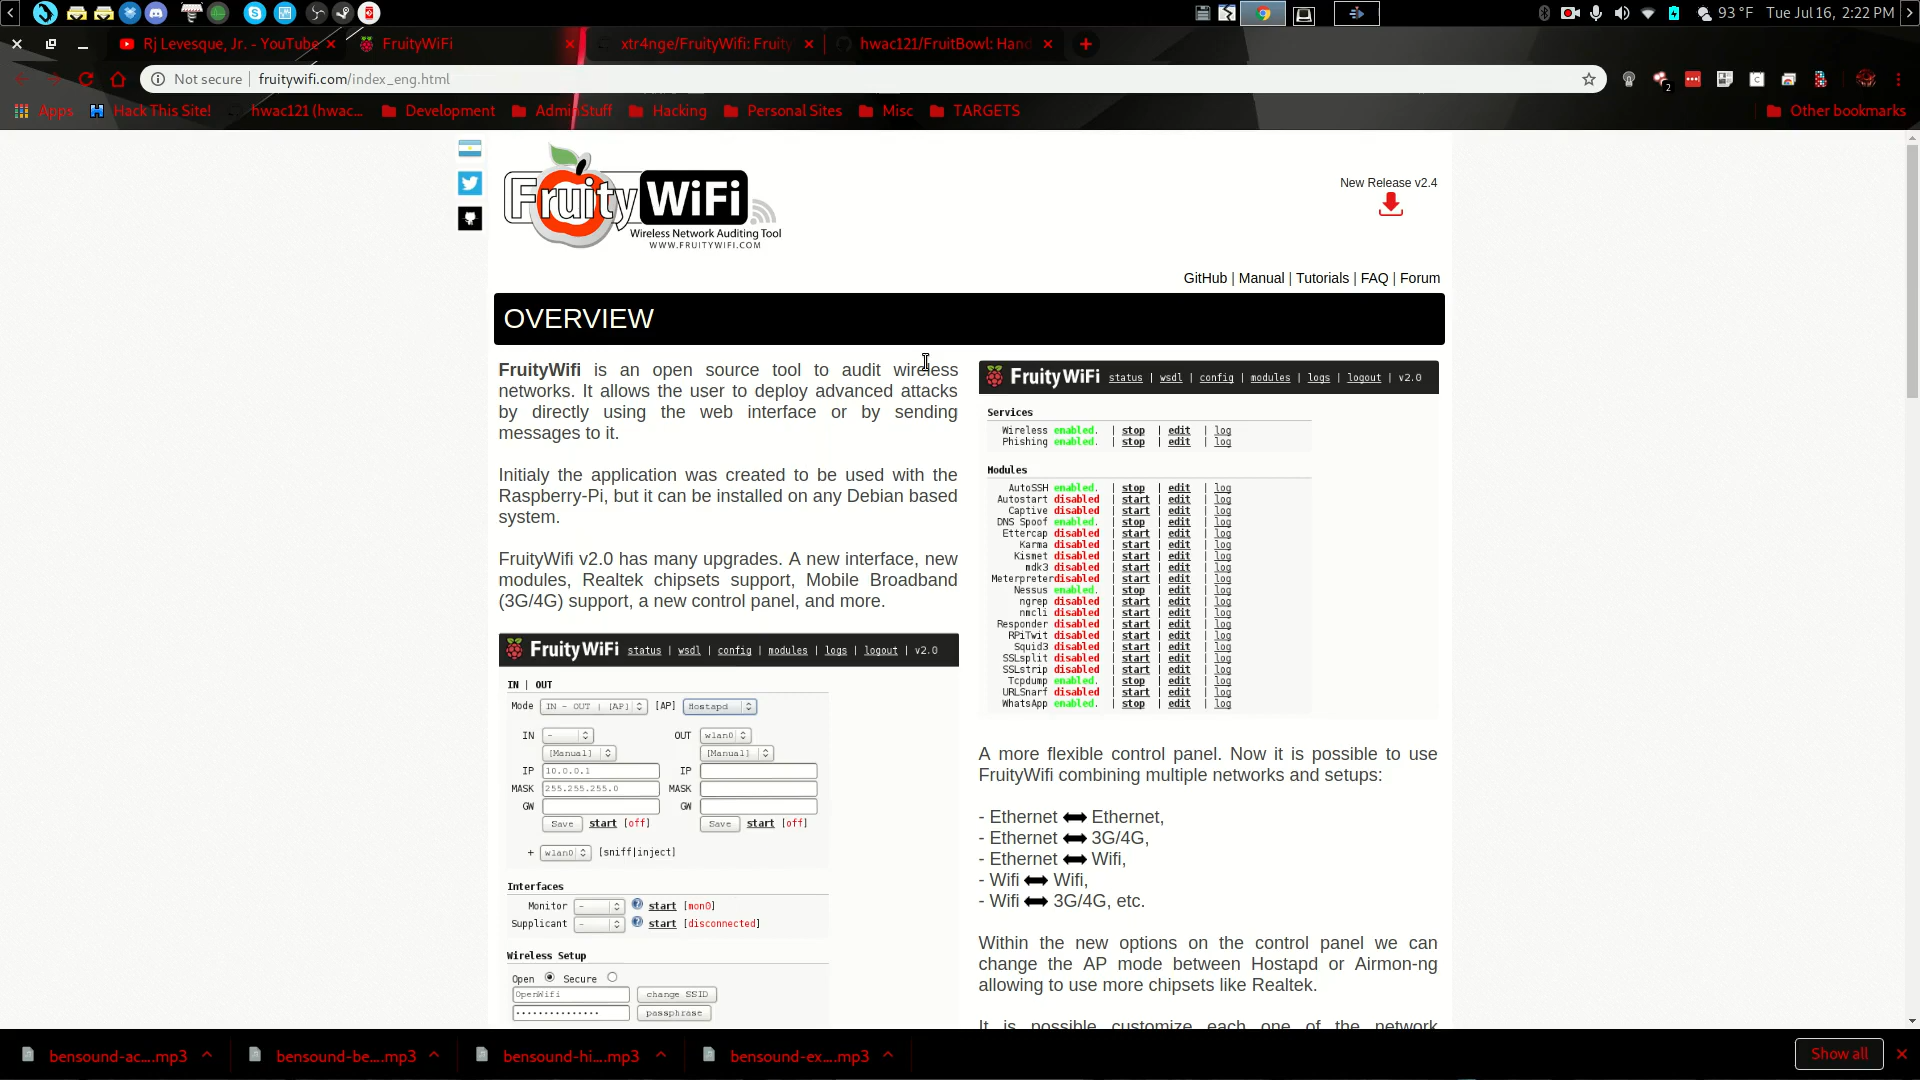 93 °F Tue Jul 16, 2:22 PM
Rj Levesque, Jr. - YouTube
FruityWiFi
xtr4nge/FruityWifi: Fruity
hwac121/FruitBowl: Hand
Not secure | fruitywifi.com/index_eng.html
2
Apps
Hack This Site!
hwac121 (hwac...
Development
AdminStuff
Hacking
Personal Sites
Misc
TARGETS
Other bookmarks
FruityWiFi
Wireless Network Auditing Tool
WWW.FRUITYWIFI.COM
New Release v2.4
GitHub | Manual | Tutorials | FAQ | Forum
OVERVIEW
FruityWifi is an open source tool to audit wireless
networks. It allows the user to deploy advanced attacks
by directly using the web interface or by sending
messages to it.
Initialy the application was created to be used with the
Raspberry-Pi, but it can be installed on any Debian based
system.
FruityWifi v2.0 has many upgrades. A new interface, new
modules, Realtek chipsets support, Mobile Broadband
(3G/4G) support, a new control panel, and more.
FruityWiFi status | wsdl | config | modules | logs | logout | v2.0
IN | OUT
Mode IN - OUT | [AP] [AP] Hostapd
IN - OUT wlan0
[Manual] [Manual]
IP 10.0.0.1 IP
MASK 255.255.255.0 MASK
GW GW
Save start [off] Save start [off]
+ wlan0 [sniff|inject]
Interfaces
Monitor - start [mon0]
Supplicant - start [disconnected]
Wireless Setup
Open Secure
OpenWifi change SSID
passphrase
FruityWiFi status | wsdl | config | modules | logs | logout | v2.0
Services
Wireless enabled. | stop | edit | log
Phishing enabled. | stop | edit | log
Modules
AutoSSH enabled. | stop | edit | log
Autostart disabled | start | edit | log
Captive disabled | start | edit | log
DNS Spoof enabled. | stop | edit | log
Ettercap disabled | start | edit | log
Karma disabled | start | edit | log
Kismet disabled | start | edit | log
mdk3 disabled | start | edit | log
Meterpreter disabled | start | edit | log
Nessus enabled. | stop | edit | log
ngrep disabled | start | edit | log
nmcli disabled | start | edit | log
Responder disabled | start | edit | log
RPiTwit disabled | start | edit | log
Squid3 disabled | start | edit | log
SSLsplit disabled | start | edit | log
SSLstrip disabled | start | edit | log
Tcpdump enabled. | stop | edit | log
URLSnarf disabled | start | edit | log
WhatsApp enabled. | stop | edit | log
A more flexible control panel. Now it is possible to use
FruityWifi combining multiple networks and setups:
- Ethernet ⟷ Ethernet,
- Ethernet ⟷ 3G/4G,
- Ethernet ⟷ Wifi,
- Wifi ⟷ Wifi,
- Wifi ⟷ 3G/4G, etc.
Within the new options on the control panel we can
change the AP mode between Hostapd or Airmon-ng
allowing to use more chipsets like Realtek.
It is possible customize each one of the network
bensound-ac....mp3
bensound-be....mp3
bensound-hi....mp3
bensound-ex....mp3
Show all